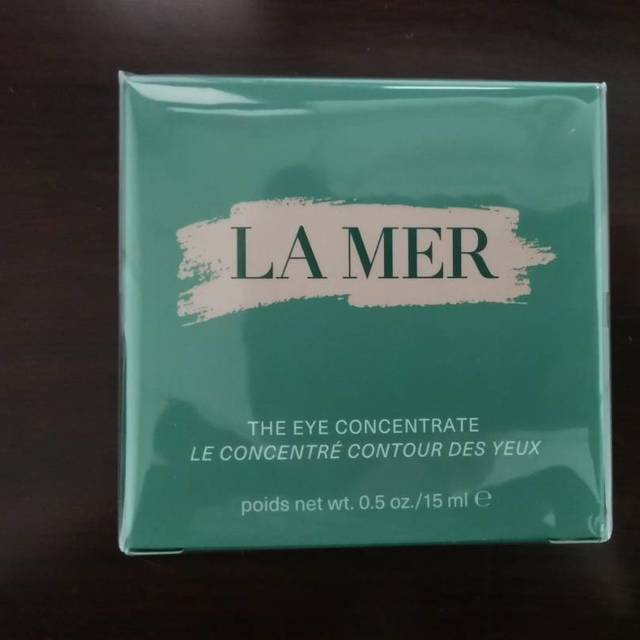 LA MER
THE EYE CONCENTRATE
LE CONCENTRÉ CONTOUR DES YEUX
poids net wt. 0.5 oz./15 ml ℮